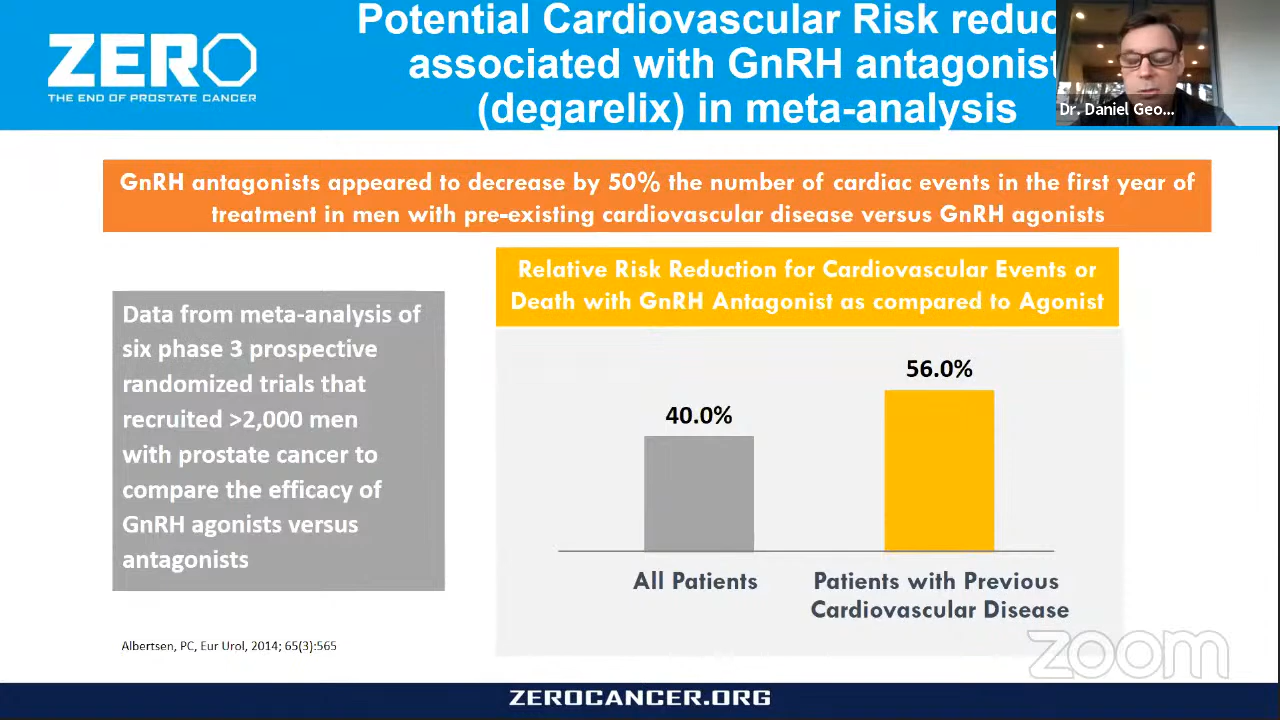 Potential Cardiovascular Risk reduc
associated with GnRH antagonist
(degarelix) in meta-analysis
ZERO
THE END OF PROSTATE CANCER
Dr. Daniel Geo...
GnRH antagonists appeared to decrease by 50% the number of cardiac events in the first year of
treatment in men with pre-existing cardiovascular disease versus GnRH agonists
Relative Risk Reduction for Cardiovascular Events or
Death with GnRH Antagonist as compared to Agonist
Data from meta-analysis of
six phase 3 prospective
randomized trials that
recruited >2,000 men
with prostate cancer to
compare the efficacy of
GnRH agonists versus
antagonists
40.0%
56.0%
All Patients
Patients with Previous
Cardiovascular Disease
Albertsen, PC, Eur Urol, 2014; 65(3):565
zoom
ZEROCANCER.ORG